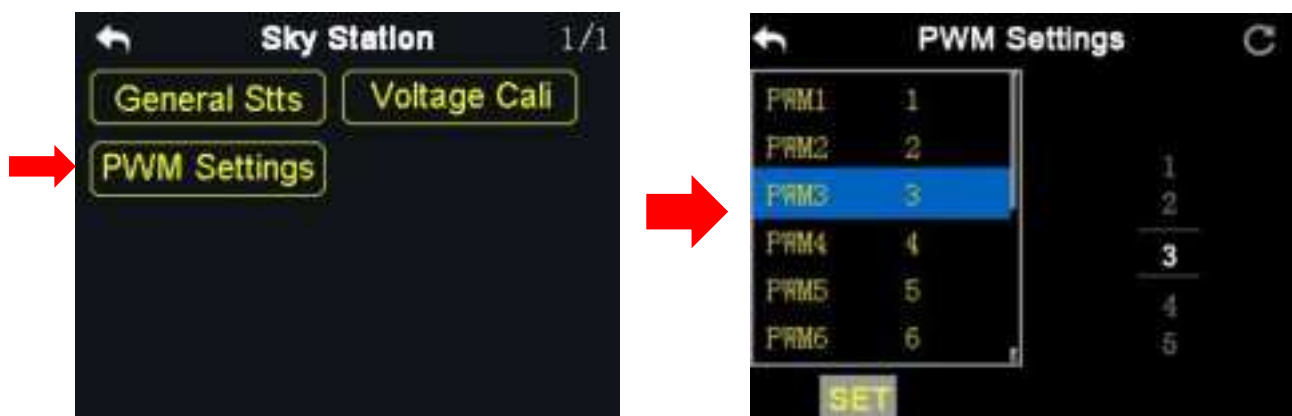 Sky Station 1/1
General Stts Voltage Cali
PWM Settings
PWM Settings
PWM1 1
PWM2 2
PWM3 3
PWM4 4
PWM5 5
PWM6 6
1
2
3
4
5
SET